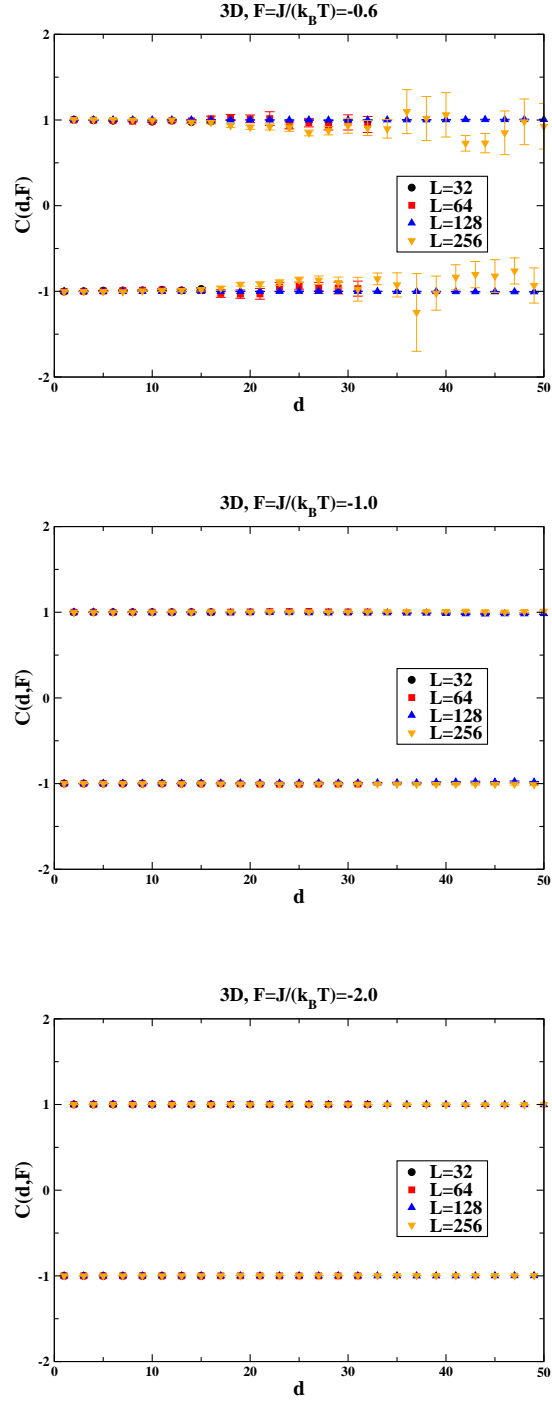 3D, F=J/(k_BT)=-0.6
2
1
0
-1
-2
C(d,F)
L=32
L=64
L=128
L=256
0 10 20 30 40 50
d
3D, F=J/(k_BT)=-1.0
2
1
0
-1
-2
C(d,F)
L=32
L=64
L=128
L=256
0 10 20 30 40 50
d
3D, F=J/(k_BT)=-2.0
2
1
0
-1
-2
C(d,F)
L=32
L=64
L=128
L=256
0 10 20 30 40 50
d